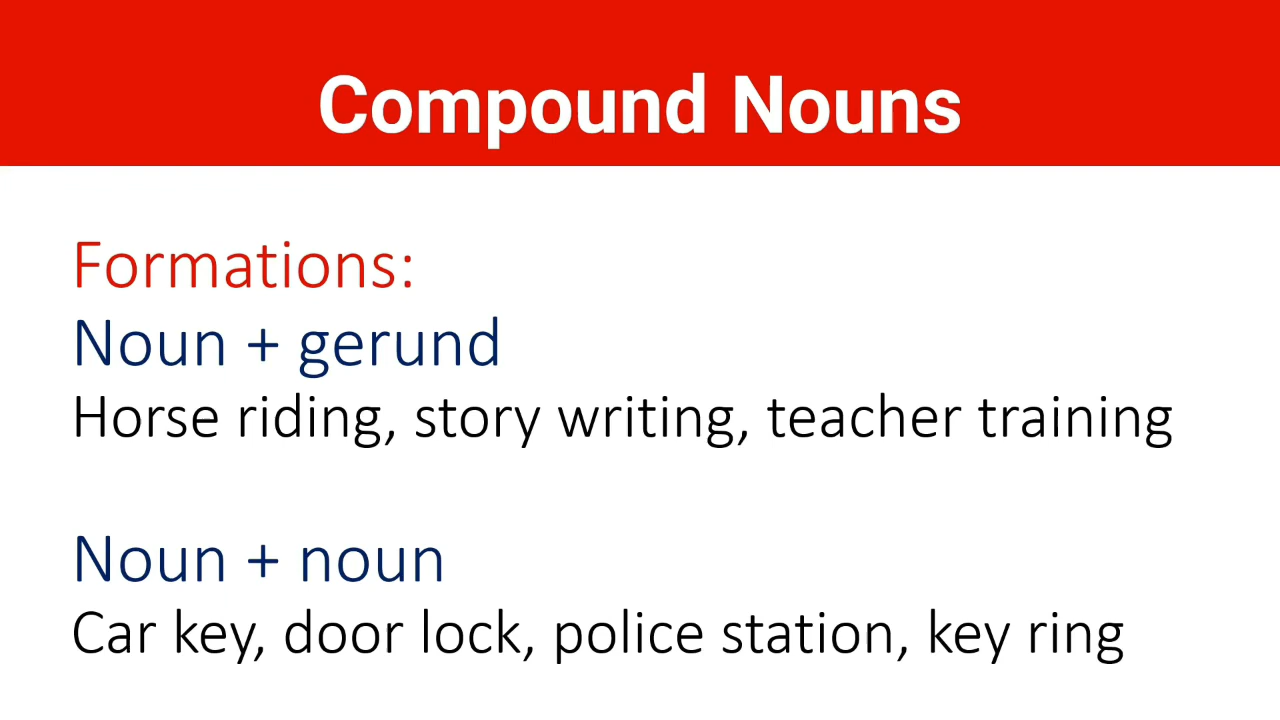 Compound Nouns
Formations:
Noun + gerund
Horse riding, story writing, teacher training
Noun + noun
Car key, door lock, police station, key ring